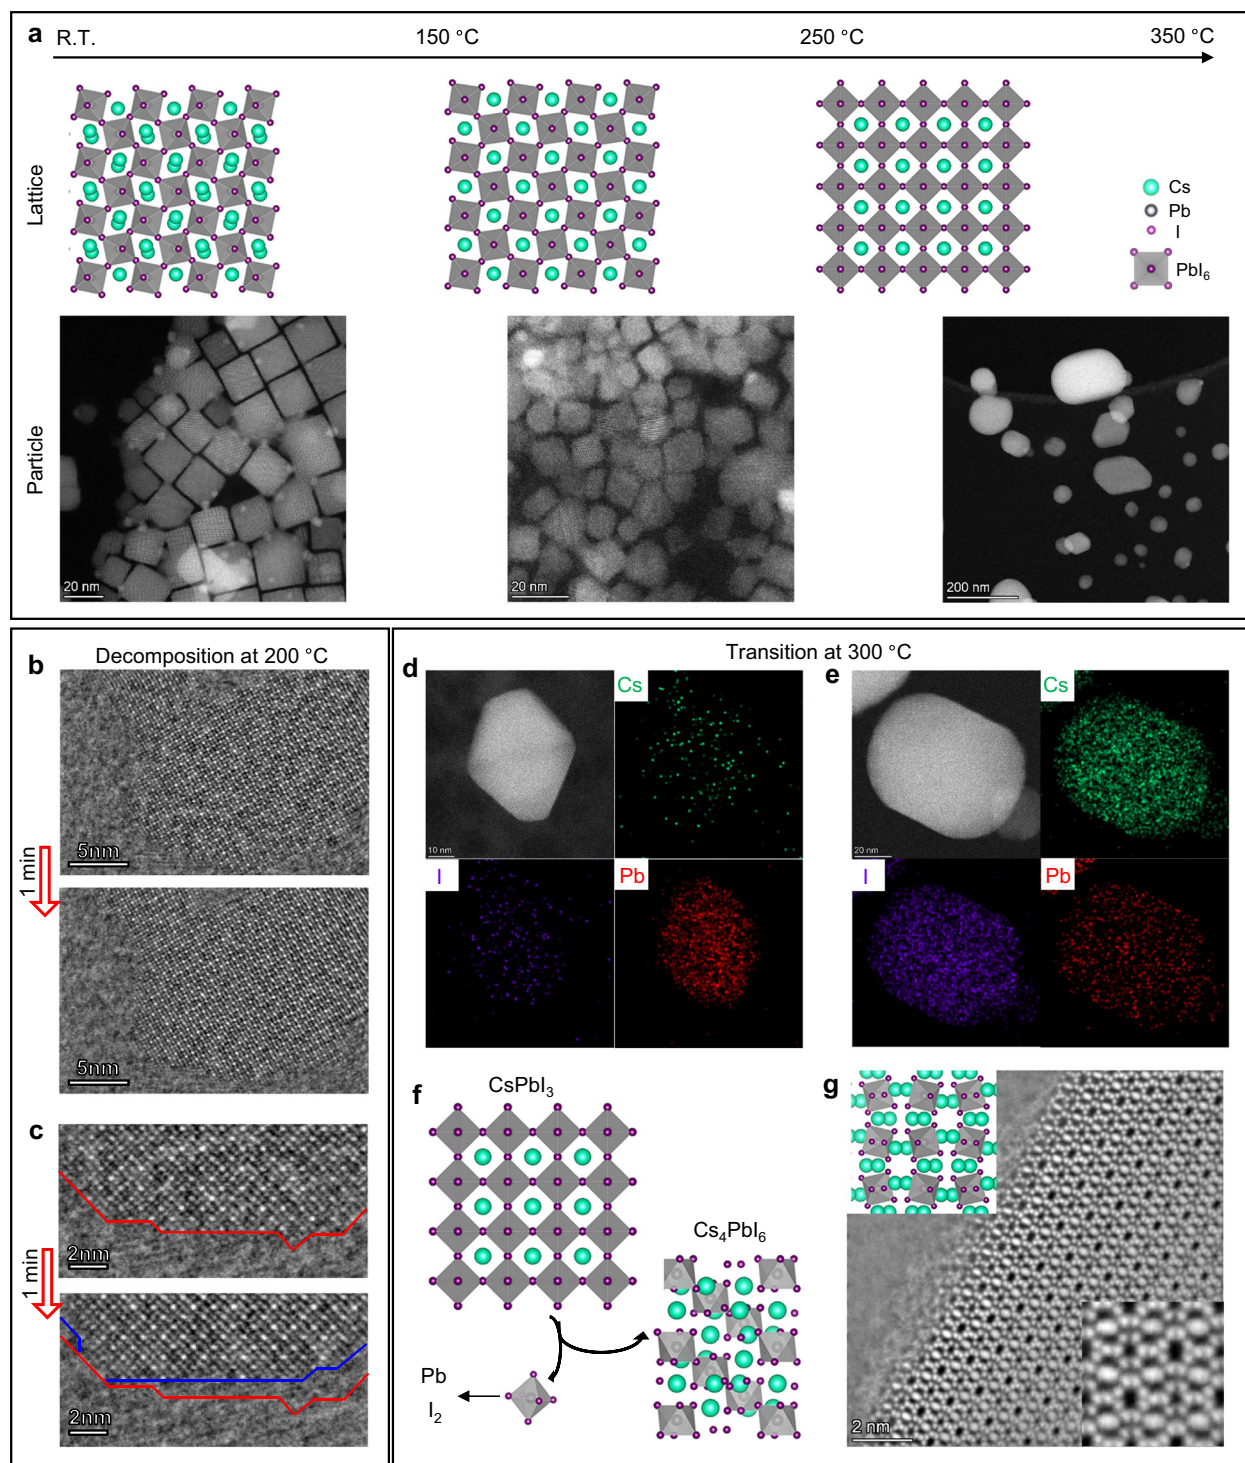 a
R.T.
150 °C
250 °C
350 °C
Lattice
Cs
Pb
I
PbI₆
Particle
20 nm
20 nm
200 nm
b
Decomposition at 200 °C
5nm
1 min
5nm
c
2nm
1 min
2nm
Transition at 300 °C
d
Cs
10 nm
I
Pb
e
Cs
20 nm
I
Pb
f
CsPbI₃
Cs₄PbI₆
Pb
I₂
g
2 nm